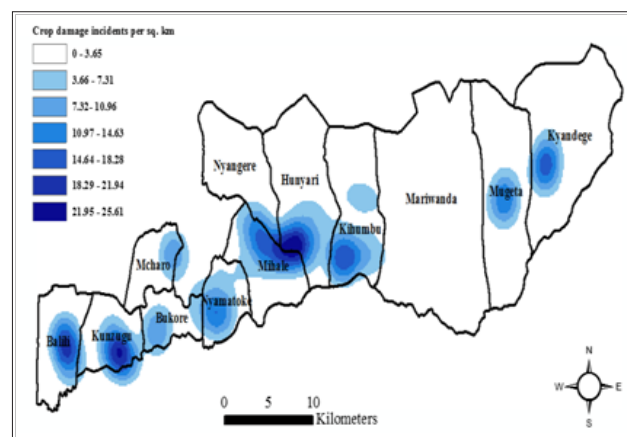 Crop damage incidents per sq. km
0 - 3.65
3.66 - 7.31
7.32 - 10.96
10.97 - 14.63
14.64 - 18.28
18.29 - 21.94
21.95 - 25.61
Kyandege
Nyangere
Hunyari
Mariwanda
Mugeta
Kihumbu
Mcharo
Mihale
Nyamatoke
Bukore
Balili
Kunzugu
N
W
E
S
0 5 10
Kilometers